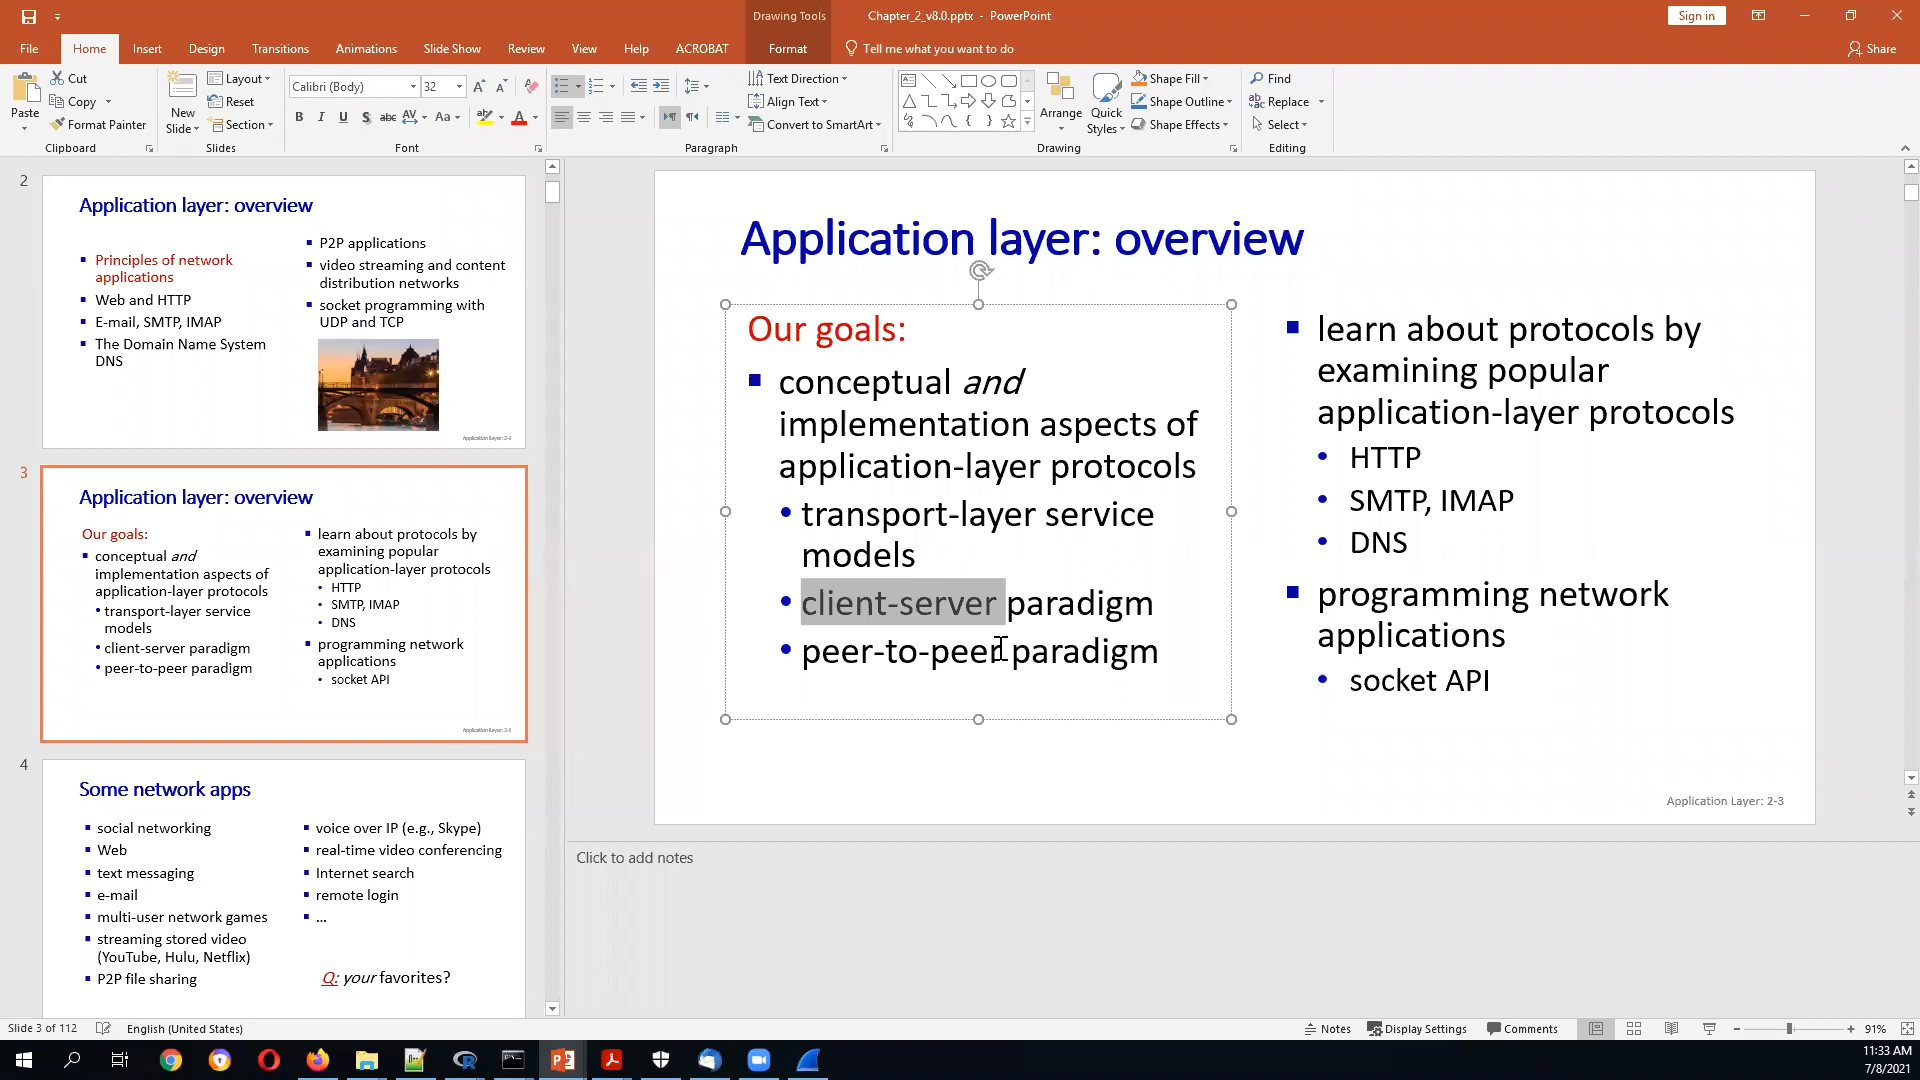 Drawing Tools
Chapter_2_v8.0.pptx - PowerPoint
Sign in
File
Home
Insert
Design
Transitions
Animations
Slide Show
Review
View
Help
ACROBAT
Format
Tell me what you want to do
Share
Paste
Cut
Copy
Format Painter
Clipboard
New
Slide
Layout
Reset
Section
Slides
Calibri (Body)
32
B I U S abc AV Aa A
Font
Text Direction
Align Text
Convert to SmartArt
Paragraph
Arrange
Quick
Styles
Shape Fill
Shape Outline
Shape Effects
Drawing
Find
Replace
Select
Editing
2
Application layer: overview
Principles of network
applications
Web and HTTP
E-mail, SMTP, IMAP
The Domain Name System
DNS
P2P applications
video streaming and content
distribution networks
socket programming with
UDP and TCP
3
Application layer: overview
Our goals:
conceptual and
implementation aspects of
application-layer protocols
transport-layer service
models
client-server paradigm
peer-to-peer paradigm
learn about protocols by
examining popular
application-layer protocols
HTTP
SMTP, IMAP
DNS
programming network
applications
socket API
4
Some network apps
social networking
Web
text messaging
e-mail
multi-user network games
streaming stored video
(YouTube, Hulu, Netflix)
P2P file sharing
voice over IP (e.g., Skype)
real-time video conferencing
Internet search
remote login
…
Q: your favorites?
Application layer: overview
Our goals:
conceptual and
implementation aspects of
application-layer protocols
transport-layer service
models
client-server paradigm
peer-to-peer paradigm
learn about protocols by
examining popular
application-layer protocols
HTTP
SMTP, IMAP
DNS
programming network
applications
socket API
Application Layer: 2-3
Click to add notes
Slide 3 of 112
English (United States)
Notes
Display Settings
Comments
91%
11:33 AM
7/8/2021